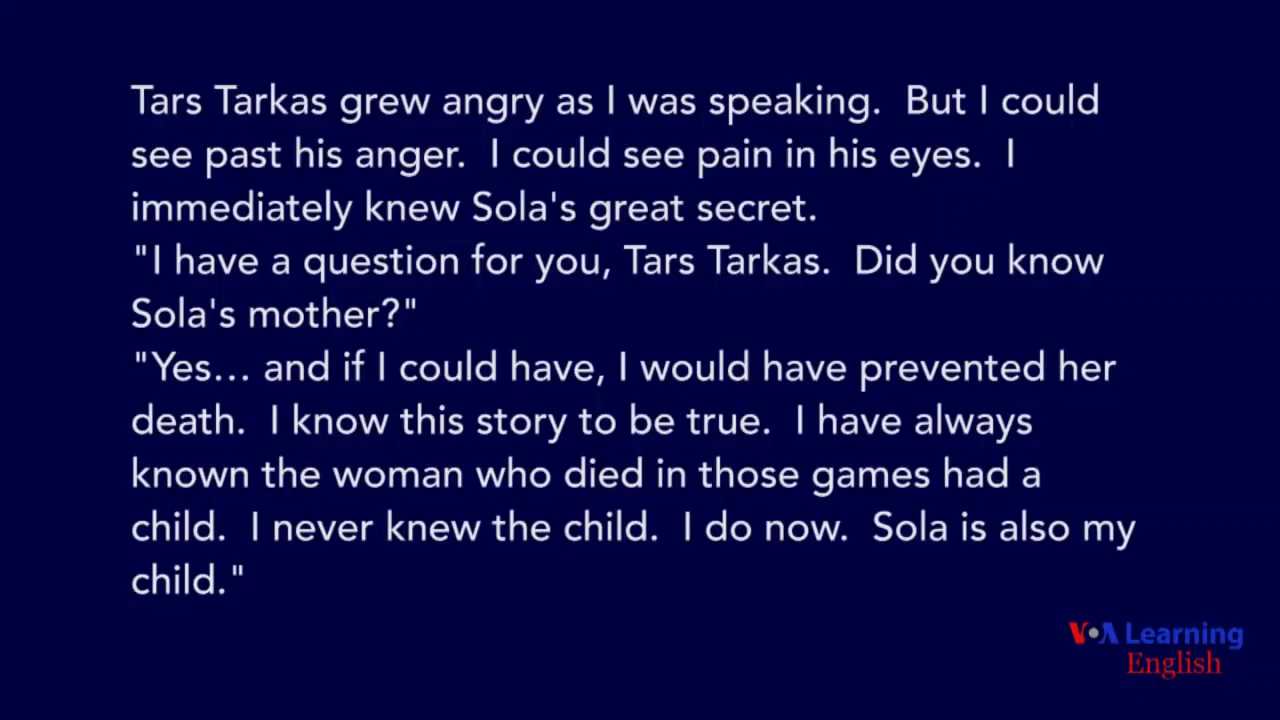 Tars Tarkas grew angry as I was speaking.  But I could
see past his anger.  I could see pain in his eyes.  I
immediately knew Sola's great secret.
"I have a question for you, Tars Tarkas.  Did you know
Sola's mother?"
"Yes… and if I could have, I would have prevented her
death.  I know this story to be true.  I have always
known the woman who died in those games had a
child.  I never knew the child.  I do now.  Sola is also my
child."
VOA Learning
English